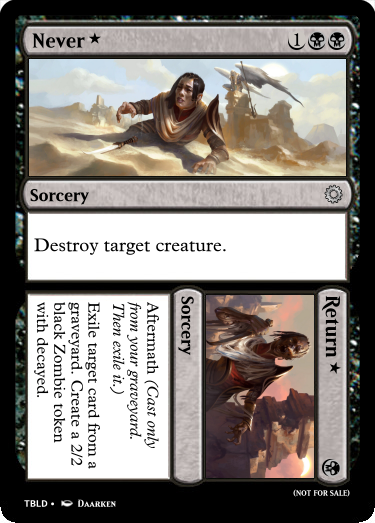 Never★ 1
Sorcery
Destroy target creature.
Return★
Sorcery
Aftermath (Cast only
from your graveyard.
Then exile it.)
Exile target card from a
graveyard. Create a 2/2
black Zombie token
with decayed.
TBLD • Daarken
(NOT FOR SALE)